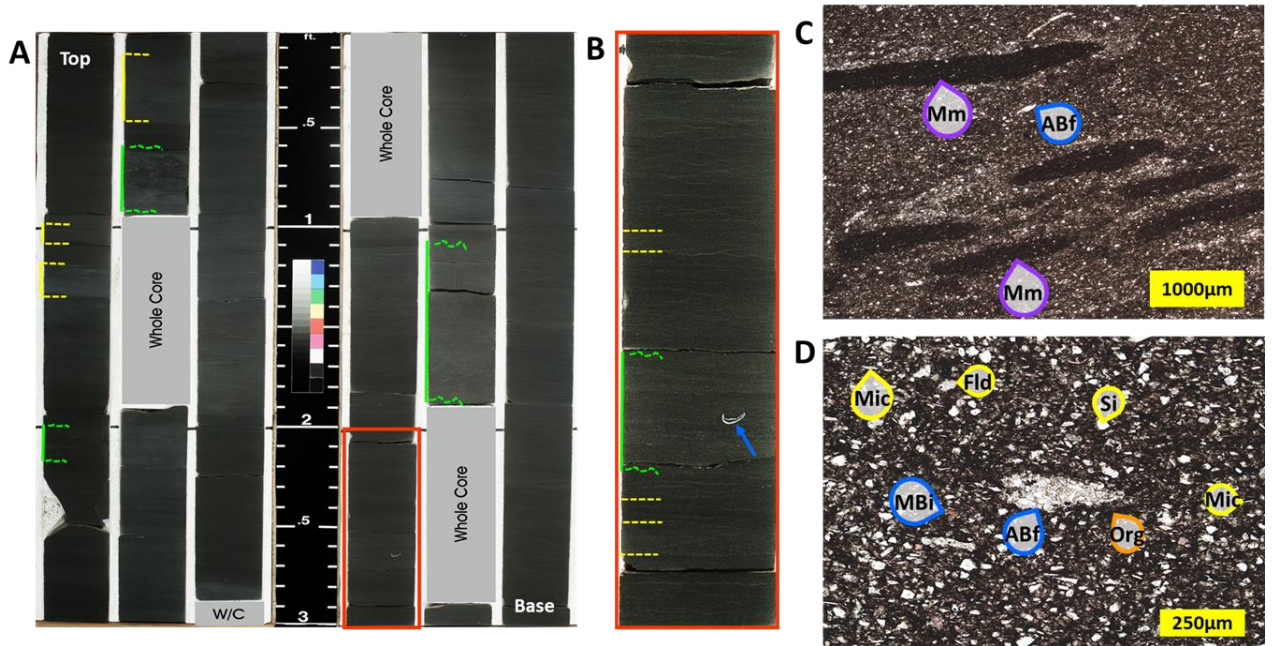 A
Top
Whole Core
W/C
ft.
.5
1
2
.5
3
Whole Core
Whole Core
Base
B
C
Mm
ABf
Mm
1000µm
D
Mic
Fld
Si
MBi
ABf
Org
Mic
250µm